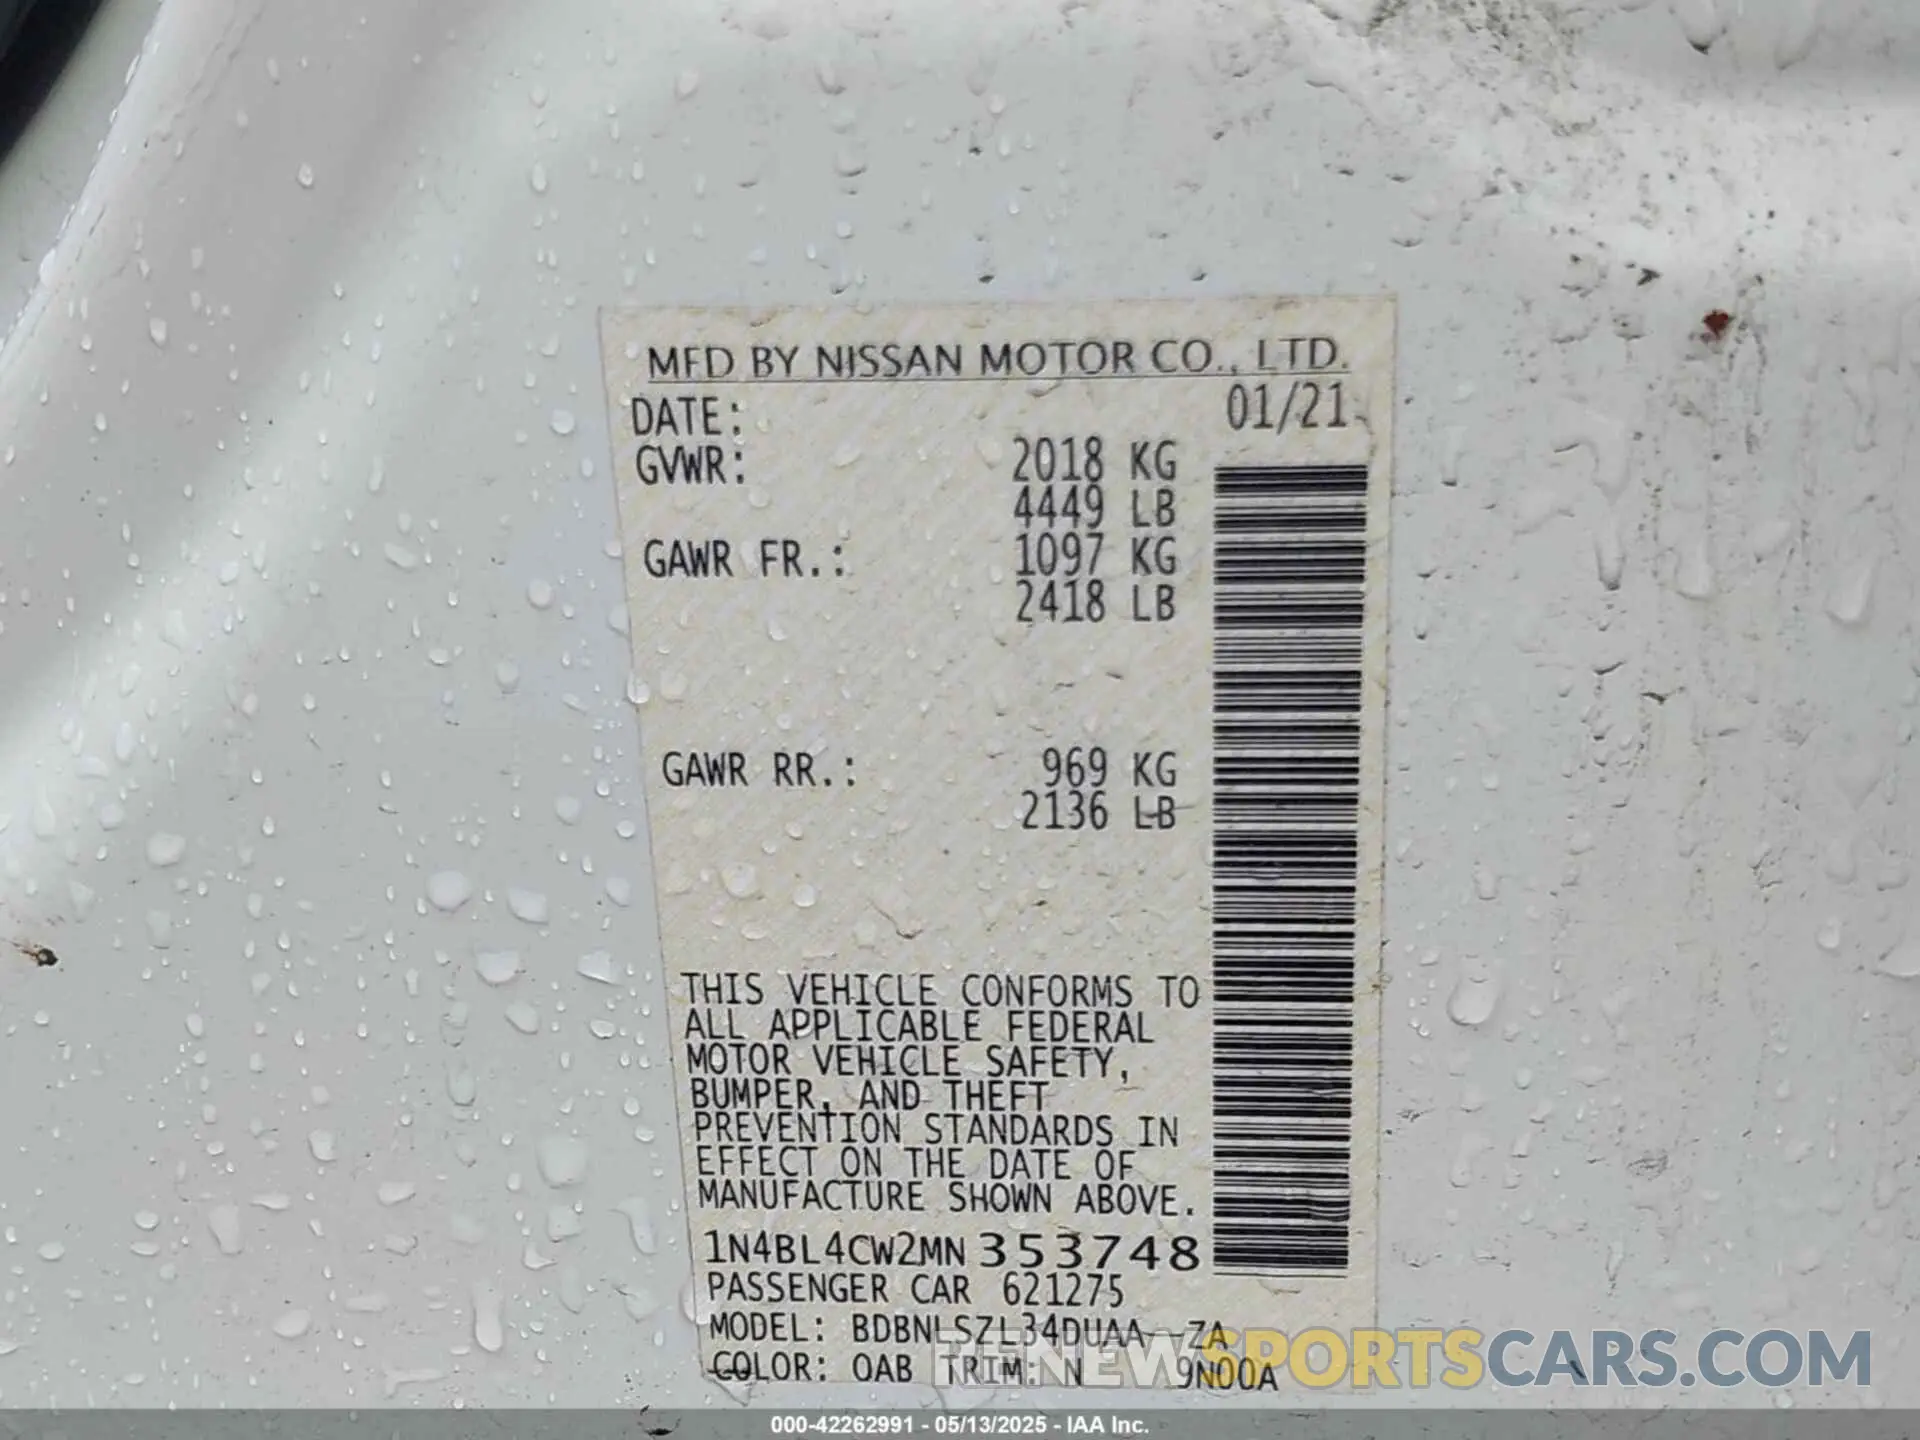 MFD BY NISSAN MOTOR CO., LTD.
DATE: 01/21
GVWR: 2018 KG
4449 LB
GAWR FR.: 1097 KG
2418 LB
GAWR RR.: 969 KG
2136 LB
THIS VEHICLE CONFORMS TO
ALL APPLICABLE FEDERAL
MOTOR VEHICLE SAFETY,
BUMPER, AND THEFT
PREVENTION STANDARDS IN
EFFECT ON THE DATE OF
MANUFACTURE SHOWN ABOVE.
1N4BL4CW2MN353748
PASSENGER CAR 621275
MODEL: BDBNLSZL34DUAA--ZA
COLOR: OAB TRIM: N 9N00A
RENEWSPORTSCARS.COM
000-42262991 - 05/13/2025 - IAA Inc.